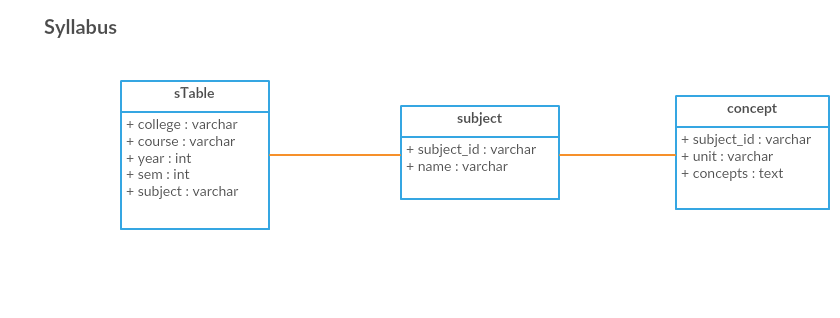 Syllabus
sTable
+ college : varchar
+ course : varchar
+ year : int
+ sem : int
+ subject : varchar
subject
+ subject_id : varchar
+ name : varchar
concept
+ subject_id : varchar
+ unit : varchar
+ concepts : text